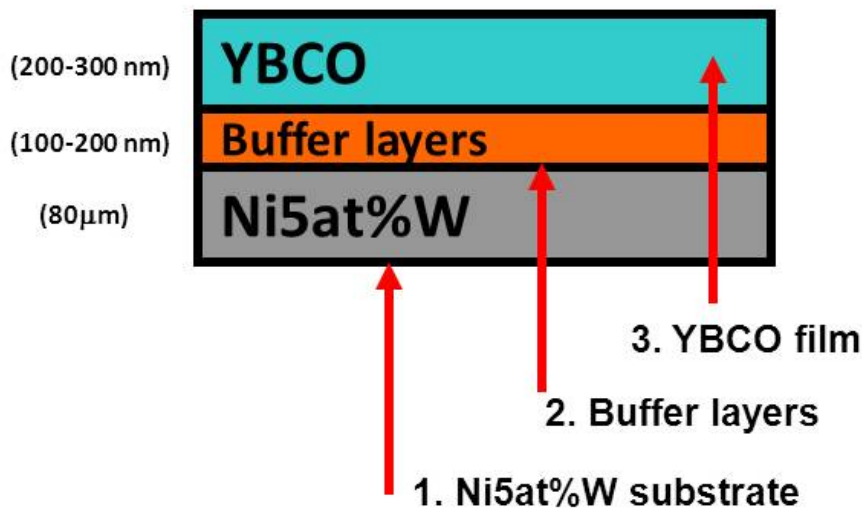 (200-300 nm) YBCO
(100-200 nm) Buffer layers
(80μm) Ni5at%W
3. YBCO film
2. Buffer layers
1. Ni5at%W substrate